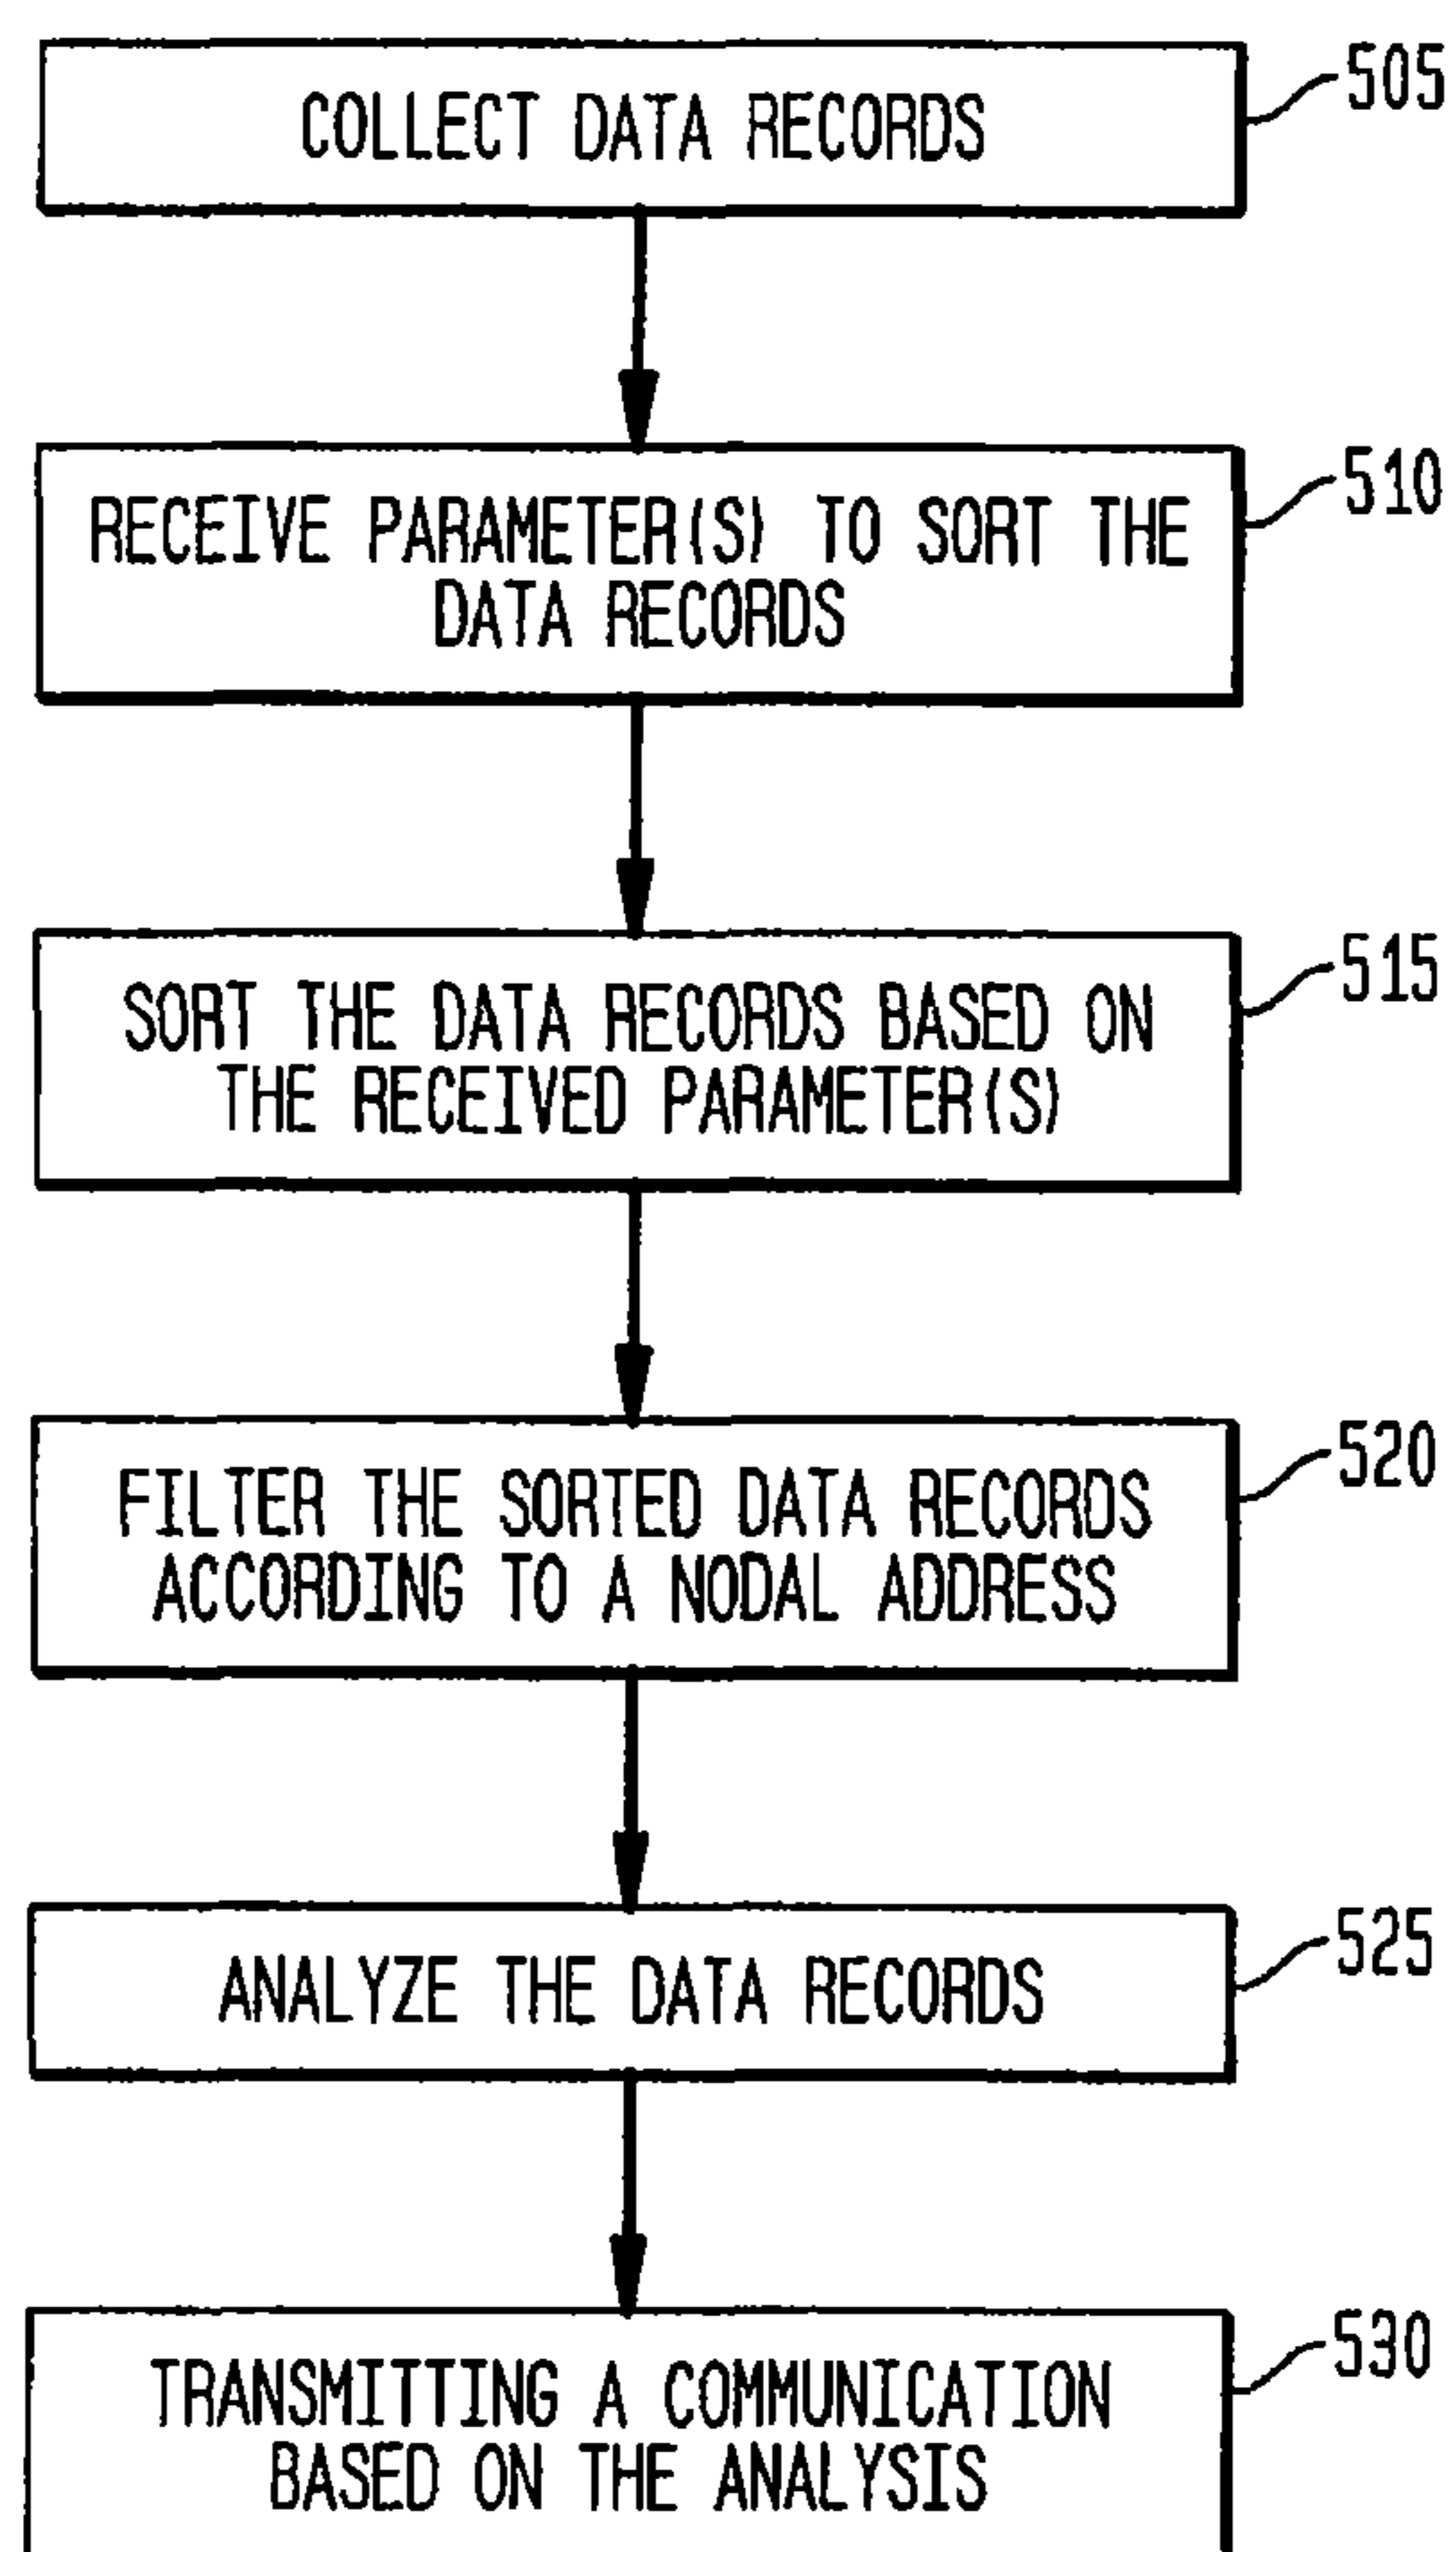 COLLECT DATA RECORDS
505
RECEIVE PARAMETER(S) TO SORT THE
DATA RECORDS
510
SORT THE DATA RECORDS BASED ON
THE RECEIVED PARAMETER(S)
515
FILTER THE SORTED DATA RECORDS
ACCORDING TO A NODAL ADDRESS
520
ANALYZE THE DATA RECORDS
525
TRANSMITTING A COMMUNICATION
BASED ON THE ANALYSIS
530